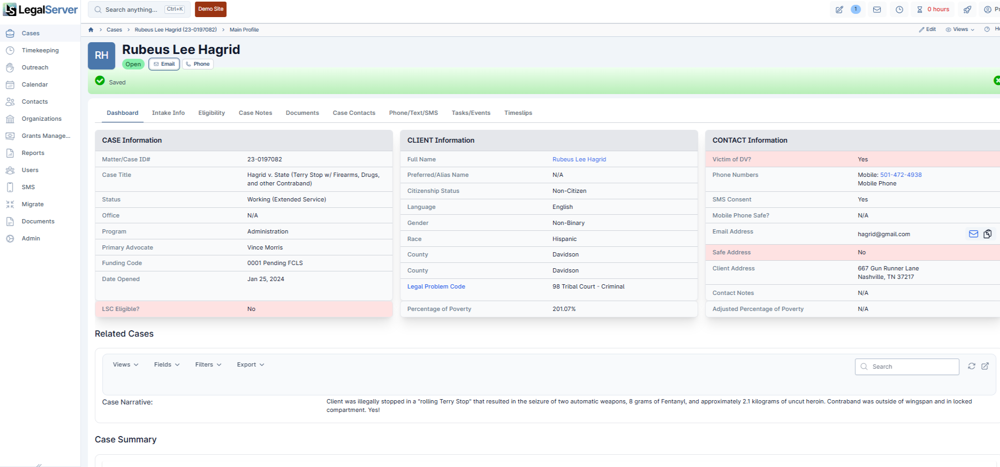 LegalServer
Search anything... Ctrl+K
Demo Site
1
0 hours
Cases
Timekeeping
Outreach
Calendar
Contacts
Organizations
Grants Manage...
Reports
Users
SMS
Migrate
Documents
Admin
Cases > Rubeus Lee Hagrid (23-0197082) > Main Profile
Edit
Views
RH
Rubeus Lee Hagrid
Open
Email
Phone
Saved
Dashboard Intake Info Eligibility Case Notes Documents Case Contacts Phone/Text/SMS Tasks/Events Timeslips
CASE Information
Matter/Case ID# 23-0197082
Case Title Hagrid v. State (Terry Stop w/ Firearms, Drugs,
and other Contraband)
Status Working (Extended Service)
Office N/A
Program Administration
Primary Advocate Vince Morris
Funding Code 0001 Pending FCLS
Date Opened Jan 25, 2024
LSC Eligible? No
CLIENT Information
Full Name Rubeus Lee Hagrid
Preferred/Alias Name N/A
Citizenship Status Non-Citizen
Language English
Gender Non-Binary
Race Hispanic
County Davidson
County Davidson
Legal Problem Code 98 Tribal Court - Criminal
Percentage of Poverty 201.07%
CONTACT Information
Victim of DV? Yes
Phone Numbers Mobile: 501-472-4938
Mobile Phone
SMS Consent Yes
Mobile Phone Safe? N/A
Email Address hagrid@gmail.com
Safe Address No
Client Address 667 Gun Runner Lane
Nashville, TN 37217
Contact Notes N/A
Adjusted Percentage of Poverty N/A
Related Cases
Views Fields Filters Export
Search
Case Narrative: Client was illegally stopped in a "rolling Terry Stop" that resulted in the seizure of two automatic weapons, 8 grams of Fentanyl, and approximately 2.1 kilograms of uncut heroin. Contraband was outside of wingspan and in locked
compartment. Yes!
Case Summary